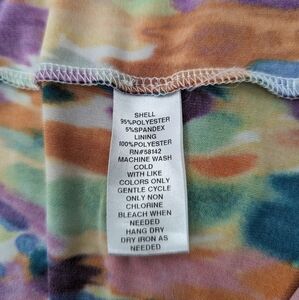 SHELL
95%POLYESTER
5%SPANDEX
LINING
100%POLYESTER
RN#58142
MACHINE WASH
COLD
WITH LIKE
COLORS ONLY
GENTLE CYCLE
ONLY NON
CHLORINE
BLEACH WHEN
NEEDED
HANG DRY
DRY IRON AS
NEEDED